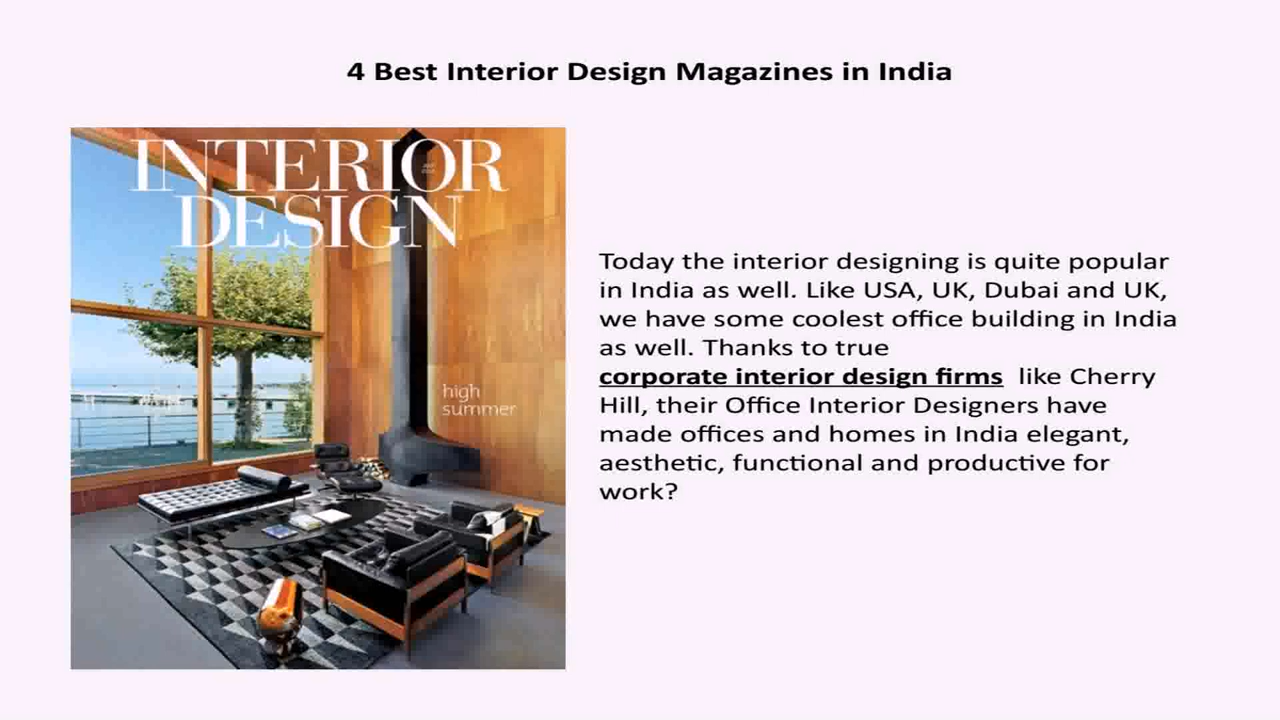 4 Best Interior Design Magazines in India
INTERIOR
DESIGN
high
summer
Today the interior designing is quite popular
in India as well. Like USA, UK, Dubai and UK,
we have some coolest office building in India
as well. Thanks to true
corporate interior design firms like Cherry
Hill, their Office Interior Designers have
made offices and homes in India elegant,
aesthetic, functional and productive for
work?